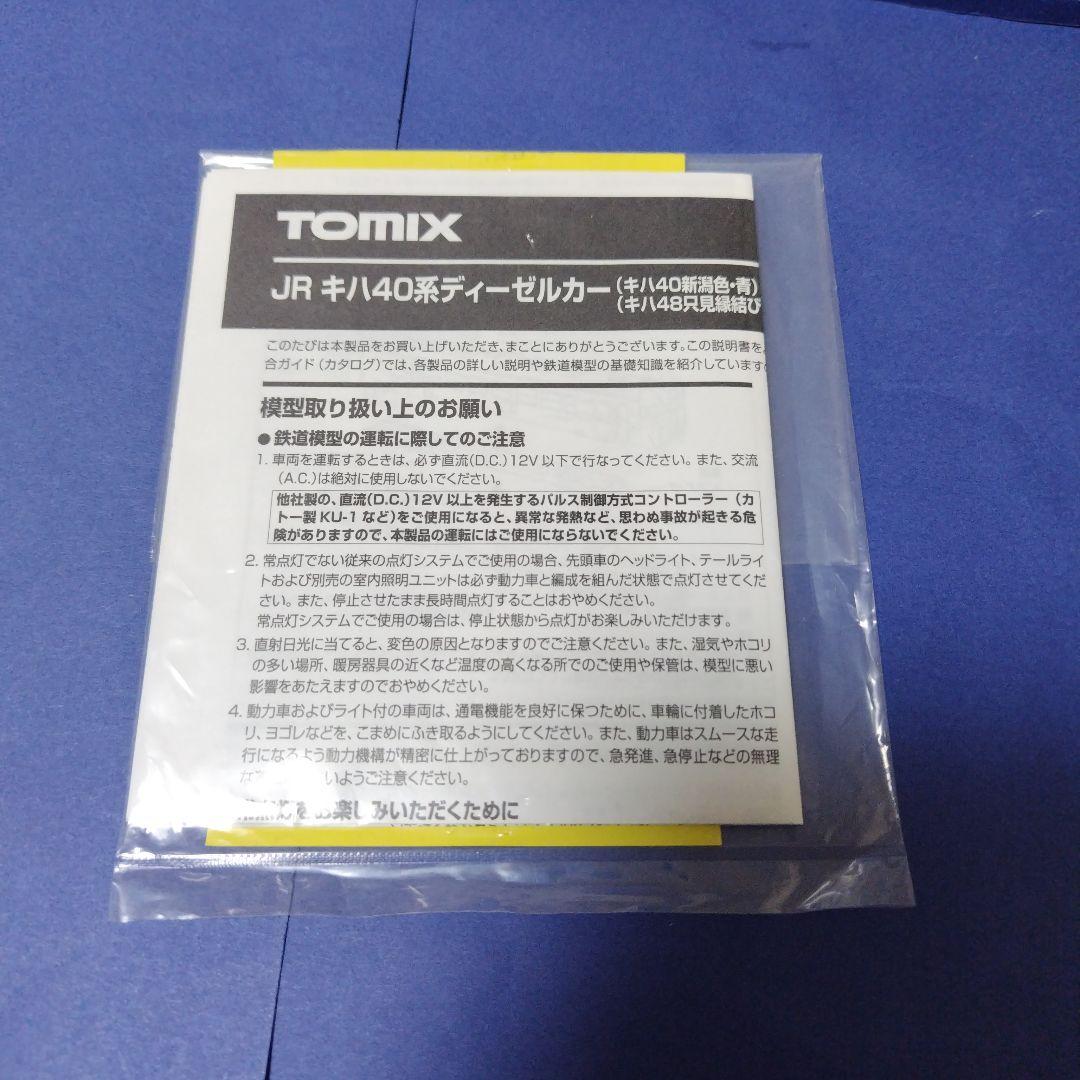 TOMIX
JR キハ40系ディーゼルカー(キハ40新潟色・青)
(キハ48只見縁結び
このたびは本製品をお買い上げいただき、まことにありがとうございます。この説明書を
合ガイド(カタログ)では、各製品の詳しい説明や鉄道模型の基礎知識を紹介しています
模型取り扱い上のお願い
●鉄道模型の運転に際してのご注意
1. 車両を運転するときは、必ず直流(D.C.)12V以下で行なってください。また、交流
(A.C.)は絶対に使用しないでください。
他社製の、直流(D.C.)12V以上を発生するパルス制御方式コントローラー(カ
トー製KU-1など)をご使用になると、異常な発熱など、思わぬ事故が起きる危
険がありますので、本製品の運転にはご使用にならないでください。
2. 常点灯でない従来の点灯システムでご使用の場合、先頭車のヘッドライト、テールライ
トおよび別売の室内照明ユニットは必ず動力車と編成を組んだ状態で点灯させてくだ
さい。また、停止させたまま長時間点灯することはおやめください。
常点灯システムでご使用の場合は、停止状態から点灯がお楽しみいただけます。
3. 直射日光に当てると、変色の原因となりますのでご注意ください。また、湿気やホコリ
の多い場所、暖房器具の近くなど温度の高くなる所でのご使用や保管は、模型に悪い
影響をあたえますのでおやめください。
4. 動力車およびライト付の車両は、通電機能を良好に保つために、車輪に付着したホコ
リ、ヨゴレなどを、こまめにふき取るようにしてください。また、動力車はスムースな走
行になるよう動力機構が精密に仕上がっておりますので、急発進、急停止などの無理
いようご注意ください。
灯をお楽しみいただくために